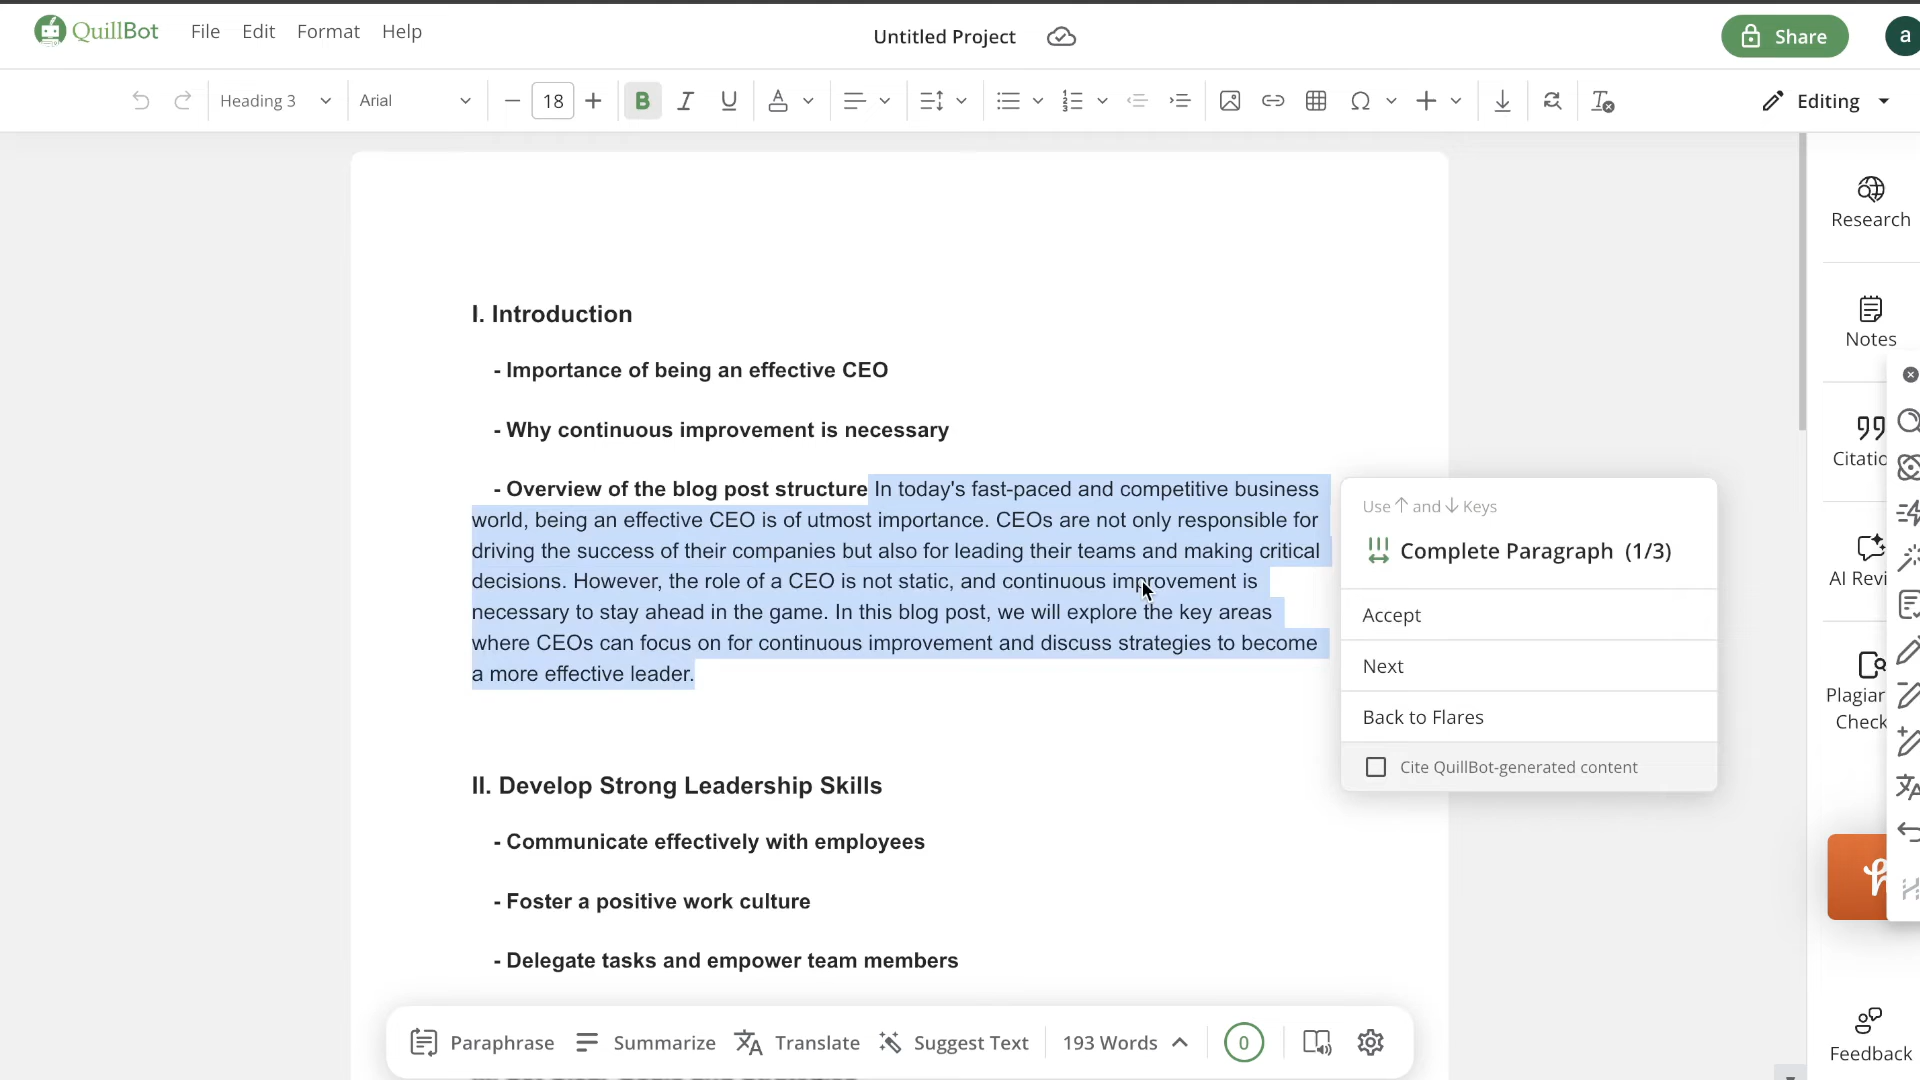 QuillBot File Edit Format Help Untitled Project Share a
Heading 3 Arial 18 B I U A Editing
Research
I. Introduction
- Importance of being an effective CEO
Notes
- Why continuous improvement is necessary
- Overview of the blog post structure In today's fast-paced and competitive business
world, being an effective CEO is of utmost importance. CEOs are not only responsible for
driving the success of their companies but also for leading their teams and making critical
decisions. However, the role of a CEO is not static, and continuous improvement is
necessary to stay ahead in the game. In this blog post, we will explore the key areas
where CEOs can focus on for continuous improvement and discuss strategies to become
a more effective leader.
Use ↑ and ↓ Keys
Complete Paragraph (1/3)
Accept
Next
Back to Flares
Cite QuillBot-generated content
Citatio
AI Revi
Plagiar
Check
II. Develop Strong Leadership Skills
- Communicate effectively with employees
- Foster a positive work culture
- Delegate tasks and empower team members
Paraphrase Summarize Translate Suggest Text 193 Words 0
Feedback